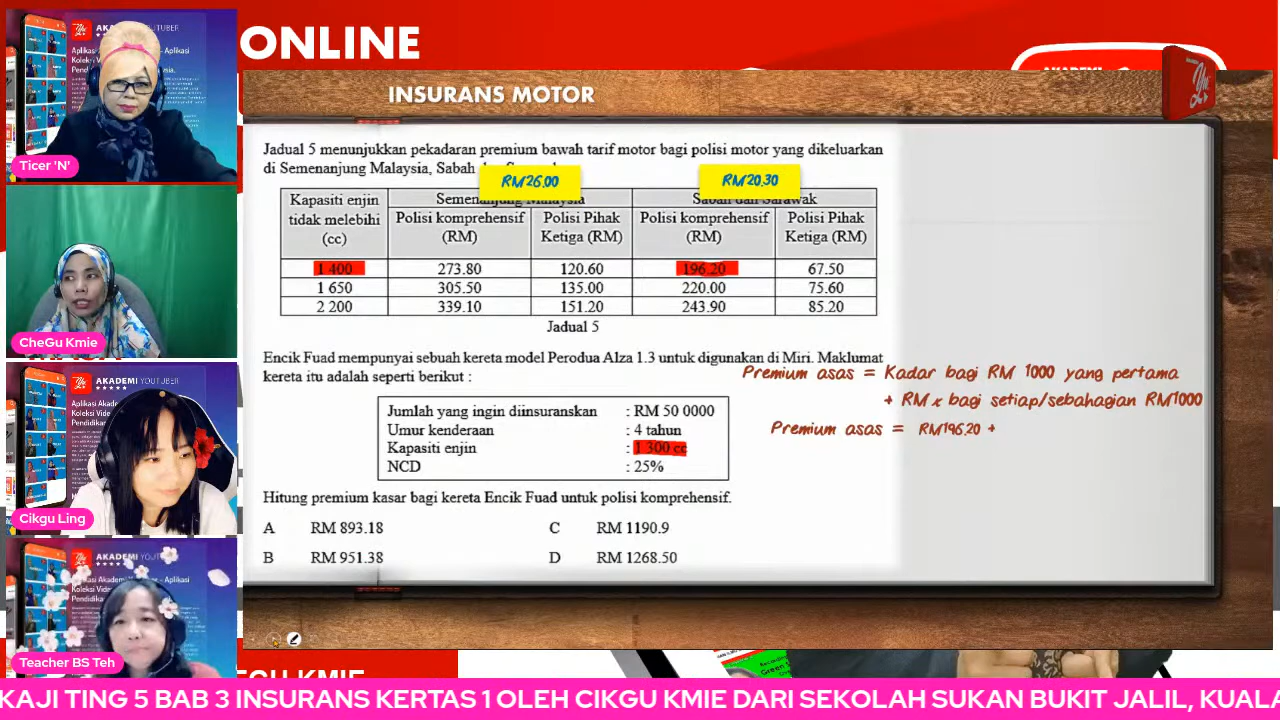 ONLINE
INSURANS MOTOR
Jadual 5 menunjukkan pekadaran premium bawah tarif motor bagi polisi motor yang dikeluarkan
di Semenanjung Malaysia, Sabah
RM26.00
RM20.30
Kapasiti enjin tidak melebihi (cc)
Semenanjung Malaysia
Sabah dan Sarawak
Polisi komprehensif (RM)
Polisi Pihak Ketiga (RM)
Polisi komprehensif (RM)
Polisi Pihak Ketiga (RM)
1 400 273.80 120.60 196.20 67.50
1 650 305.50 135.00 220.00 75.60
2 200 339.10 151.20 243.90 85.20
Jadual 5
Encik Fuad mempunyai sebuah kereta model Perodua Alza 1.3 untuk digunakan di Miri. Maklumat
kereta itu adalah seperti berikut :
Jumlah yang ingin diinsuranskan : RM 50 0000
Umur kenderaan : 4 tahun
Kapasiti enjin : 1 300 cc
NCD : 25%
Hitung premium kasar bagi kereta Encik Fuad untuk polisi komprehensif.
A RM 893.18 C RM 1190.9
B RM 951.38 D RM 1268.50
Premium asas = Kadar bagi RM 1000 yang pertama
+ RM x bagi setiap/sebahagian RM1000
Premium asas = RM196.20 +
Ticer 'N'
CheGu Kmie
AKADEMI YOUTUBER
Cikgu Ling
AKADEMI
Teacher BS Teh
KAJI TING 5 BAB 3 INSURANS KERTAS 1 OLEH CIKGU KMIE DARI SEKOLAH SUKAN BUKIT JALIL, KUALA